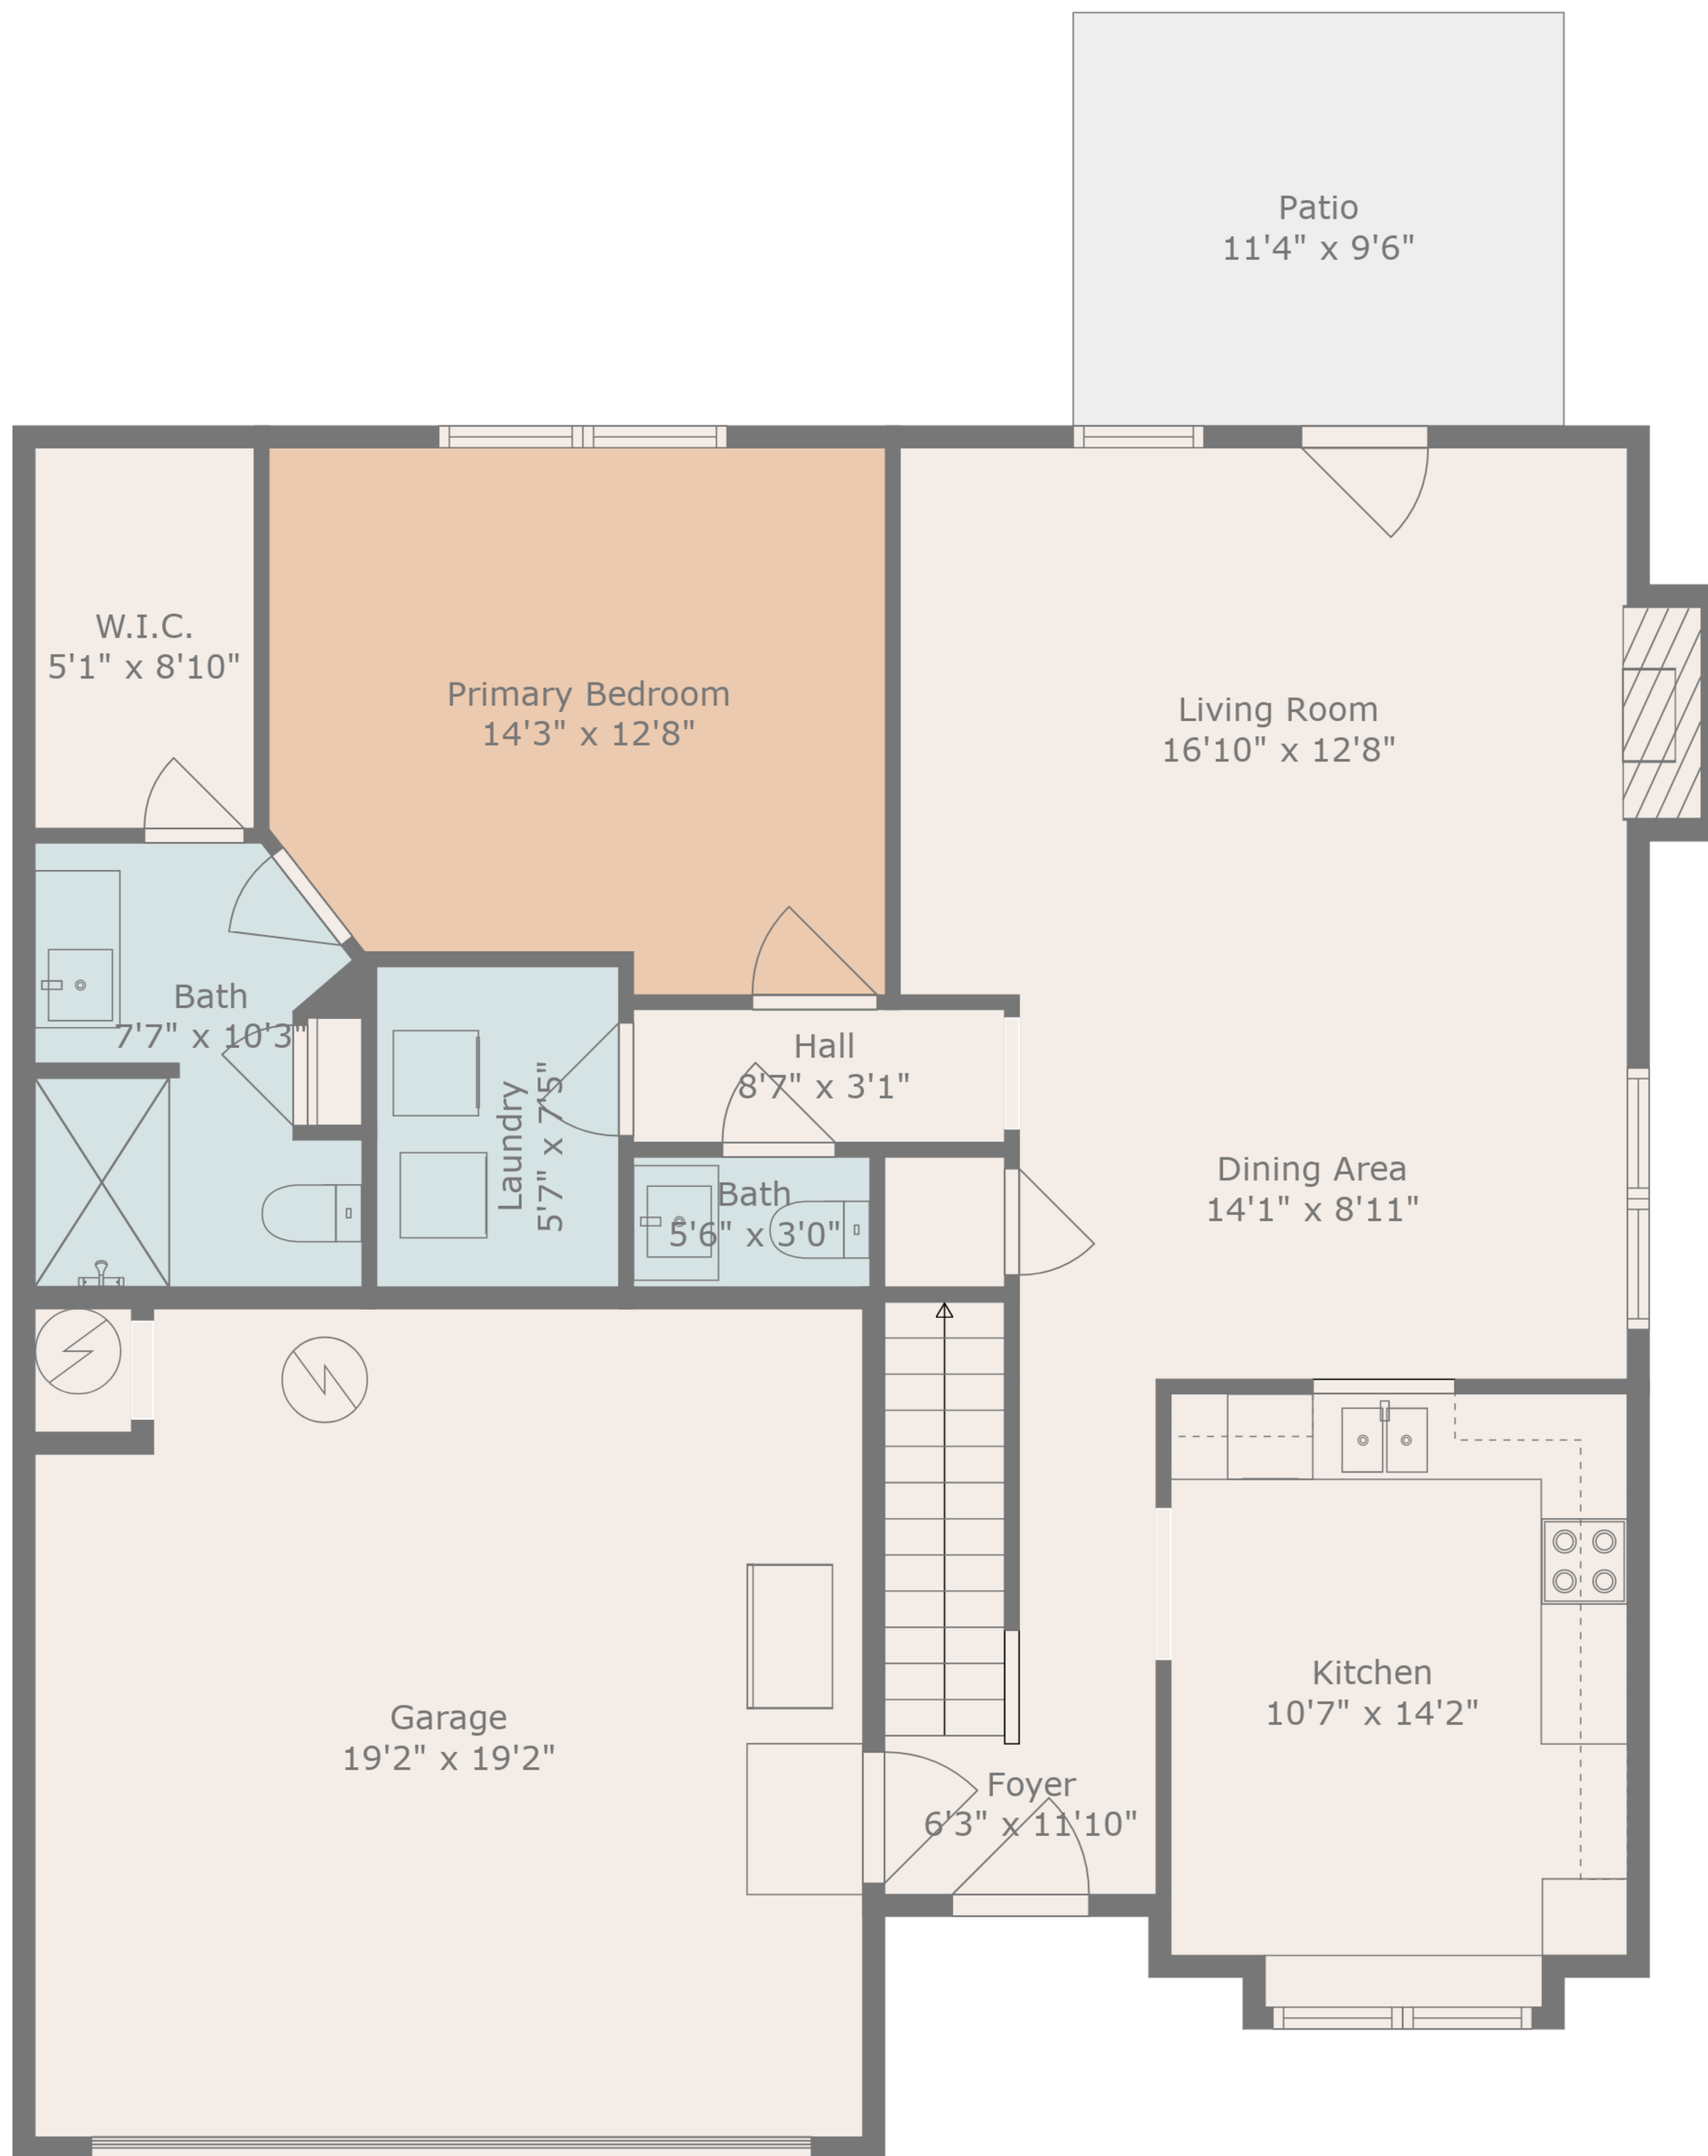 Patio
11'4" x 9'6"
W.I.C.
5'1" x 8'10"
Primary Bedroom
14'3" x 12'8"
Living Room
16'10" x 12'8"
Bath
7'7" x 10'3"
Laundry
5'7" x 7'5"
Hall
8'7" x 3'1"
Bath
5'6" x 3'0"
Dining Area
14'1" x 8'11"
Garage
19'2" x 19'2"
Foyer
6'3" x 11'10"
Kitchen
10'7" x 14'2"